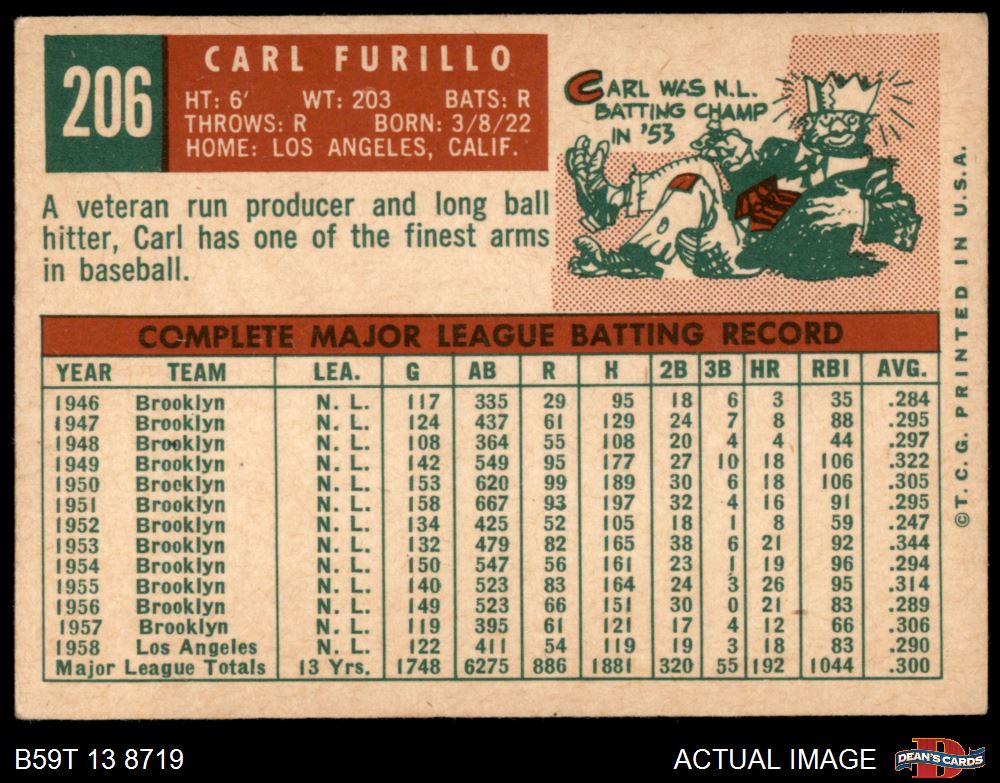 206
CARL FURILLO
HT: 6' WT: 203 BATS: R
THROWS: R BORN: 3/8/22
HOME: LOS ANGELES, CALIF.
CARL WAS N.L.
BATTING CHAMP
IN '53
A veteran run producer and long ball
hitter, Carl has one of the finest arms
in baseball.
COMPLETE MAJOR LEAGUE BATTING RECORD
YEAR TEAM LEA. G AB R H 2B 3B HR RBI AVG.
1946 Brooklyn N. L. 117 335 29 95 18 6 3 35 .284
1947 Brooklyn N. L. 124 437 61 129 24 7 8 88 .295
1948 Brooklyn N. L. 108 364 55 108 20 4 4 44 .297
1949 Brooklyn N. L. 142 549 95 177 27 10 18 106 .322
1950 Brooklyn N. L. 153 620 99 189 30 6 18 106 .305
1951 Brooklyn N. L. 158 667 93 197 32 4 16 91 .295
1952 Brooklyn N. L. 134 425 52 105 18 1 8 59 .247
1953 Brooklyn N. L. 132 479 82 165 38 6 21 92 .344
1954 Brooklyn N. L. 150 547 56 161 23 1 19 96 .294
1955 Brooklyn N. L. 140 523 83 164 24 3 26 95 .314
1956 Brooklyn N. L. 149 523 66 151 30 0 21 83 .289
1957 Brooklyn N. L. 119 395 61 121 17 4 12 66 .306
1958 Los Angeles N. L. 122 411 54 119 19 3 18 83 .290
Major League Totals 13 Yrs. 1748 6275 886 1881 320 55 192 1044 .300
©T. C. G. PRINTED IN U.S.A.
B59T 13 8719
ACTUAL IMAGE
DEAN'S CARDS